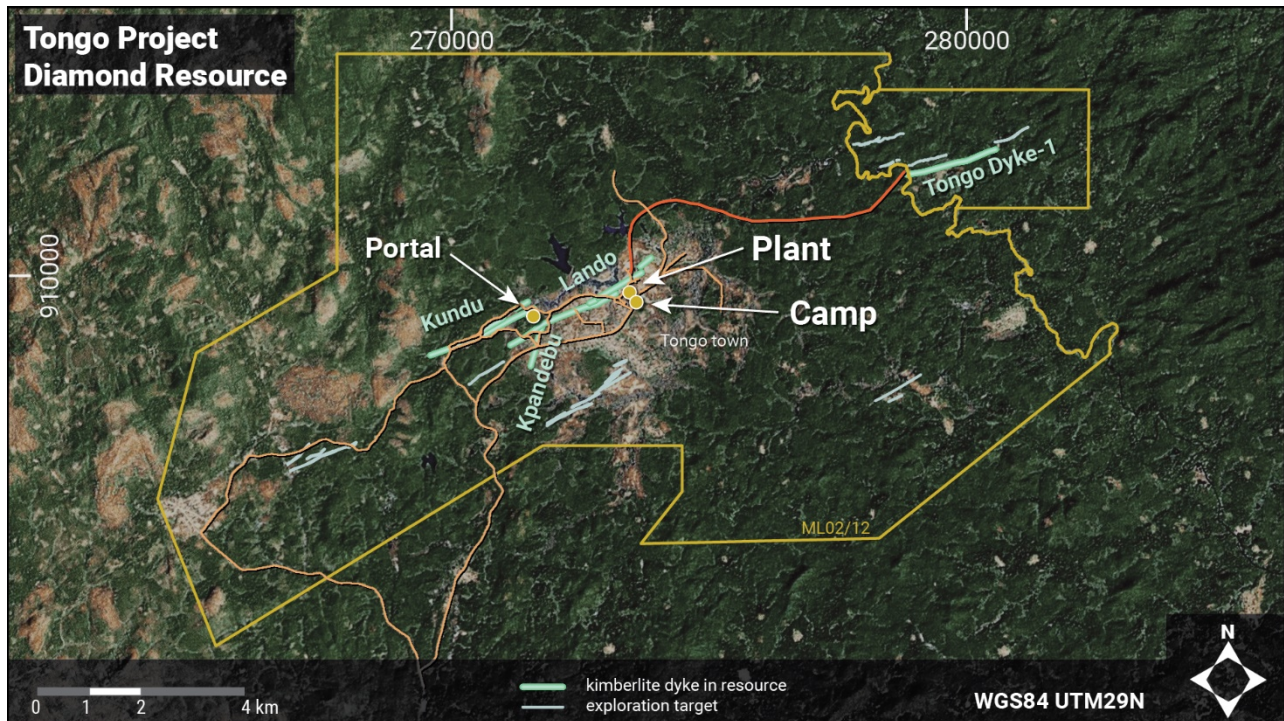 Tongo Project
Diamond Resource
270000
280000
910000
Tongo Dyke-1
Portal
Plant
Lando
Kundu
Camp
Tongo town
Kpandebu
ML02/12
N
0 1 2 4 km
kimberlite dyke in resource
exploration target
WGS84 UTM29N